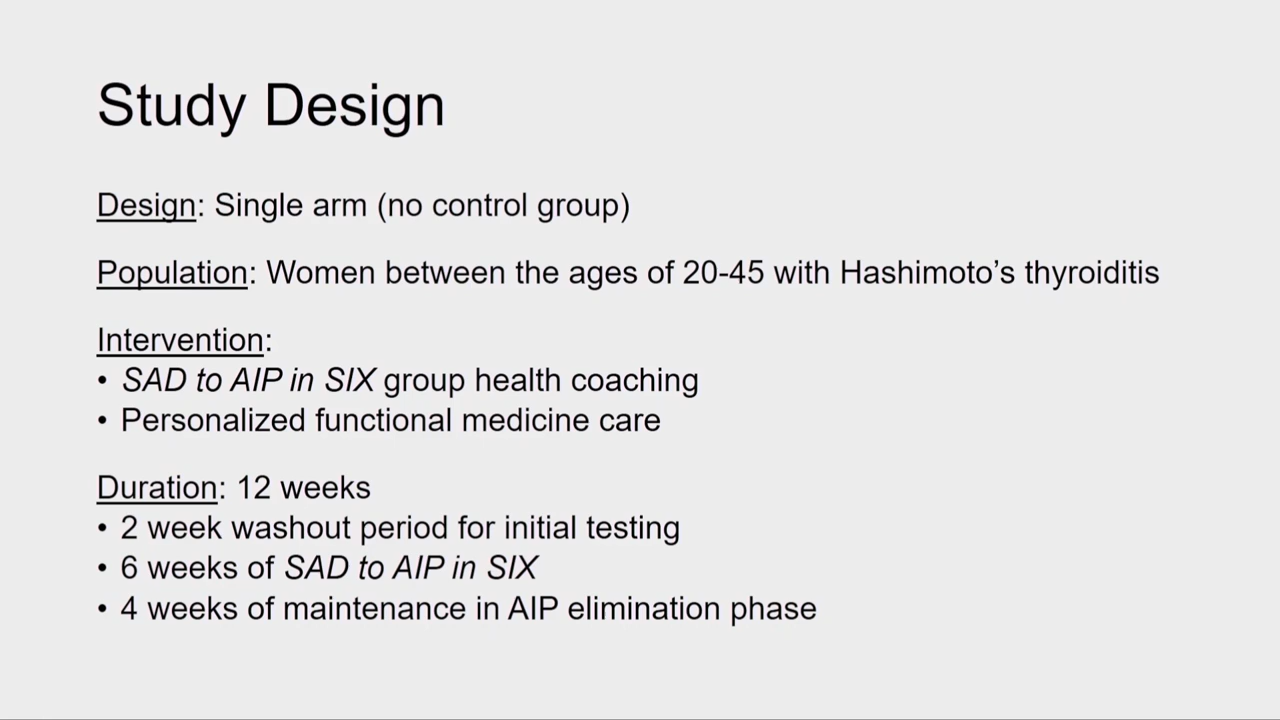 Study Design
Design: Single arm (no control group)
Population: Women between the ages of 20-45 with Hashimoto’s thyroiditis
Intervention:
• SAD to AIP in SIX group health coaching
• Personalized functional medicine care
Duration: 12 weeks
• 2 week washout period for initial testing
• 6 weeks of SAD to AIP in SIX
• 4 weeks of maintenance in AIP elimination phase